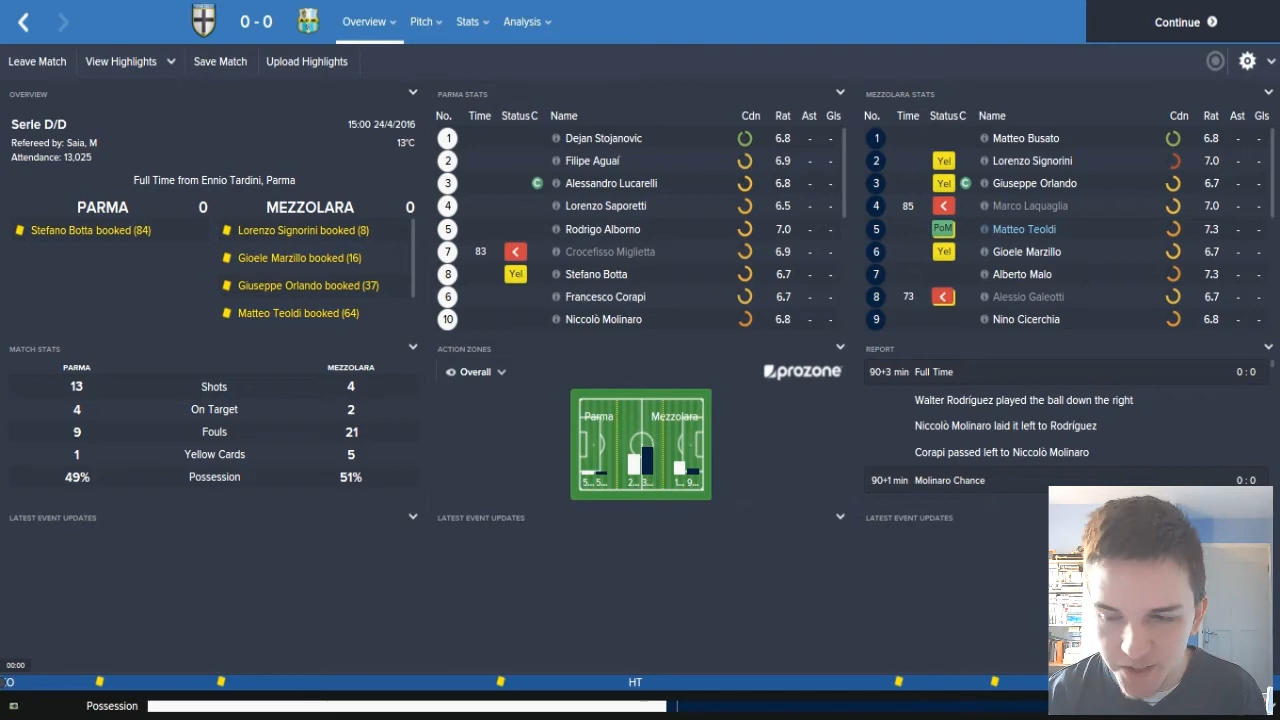 0 - 0
Overview
Pitch
Stats
Analysis
Continue
Leave Match
View Highlights
Save Match
Upload Highlights
OVERVIEW
Serie D/D
15:00 24/4/2016
Refereed by: Saia, M
13°C
Attendance: 13,025
Full Time from Ennio Tardini, Parma
PARMA 0 MEZZOLARA 0
Stefano Botta booked (84)
Lorenzo Signorini booked (8)
Gioele Marzillo booked (16)
Giuseppe Orlando booked (37)
Matteo Teoldi booked (64)
MATCH STATS
PARMA MEZZOLARA
13 Shots 4
4 On Target 2
9 Fouls 21
1 Yellow Cards 5
49% Possession 51%
LATEST EVENT UPDATES
PARMA STATS
No. Time Status C Name Cdn Rat Ast Gls
1 Dejan Stojanovic 6.8 - -
2 Filipe Aguaí 6.9 - -
3 C Alessandro Lucarelli 6.8 - -
4 Lorenzo Saporetti 6.5 - -
5 Rodrigo Alborno 7.0 - -
7 83 Crocefisso Miglietta 6.9 - -
8 Yel Stefano Botta 6.7 - -
6 Francesco Corapi 6.7 - -
10 Niccolò Molinaro 6.8 - -
ACTION ZONES
Overall
prozone
Parma Mezzolara
5... 5... 2... 3... 1... 9...
LATEST EVENT UPDATES
MEZZOLARA STATS
No. Time Status C Name Cdn Rat Ast Gls
1 Matteo Busato 6.8 - -
2 Yel Lorenzo Signorini 7.0 - -
3 Yel C Giuseppe Orlando 6.7 - -
4 85 Marco Laquaglia 7.0 - -
5 PoM Matteo Teoldi 7.3 - -
6 Yel Gioele Marzillo 6.7 - -
7 Alberto Malo 7.3 - -
8 73 Alessio Galeotti 6.7 - -
9 Nino Cicerchia 6.8 - -
REPORT
90+3 min Full Time 0 : 0
Walter Rodríguez played the ball down the right
Niccolò Molinaro laid it left to Rodríguez
Corapi passed left to Niccolò Molinaro
90+1 min Molinaro Chance 0 : 0
LATEST EVENT UPDATES
00:00
HT
Possession